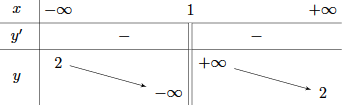 x −∞ 1 +∞
y′ − −
y 2 −∞ +∞ 2